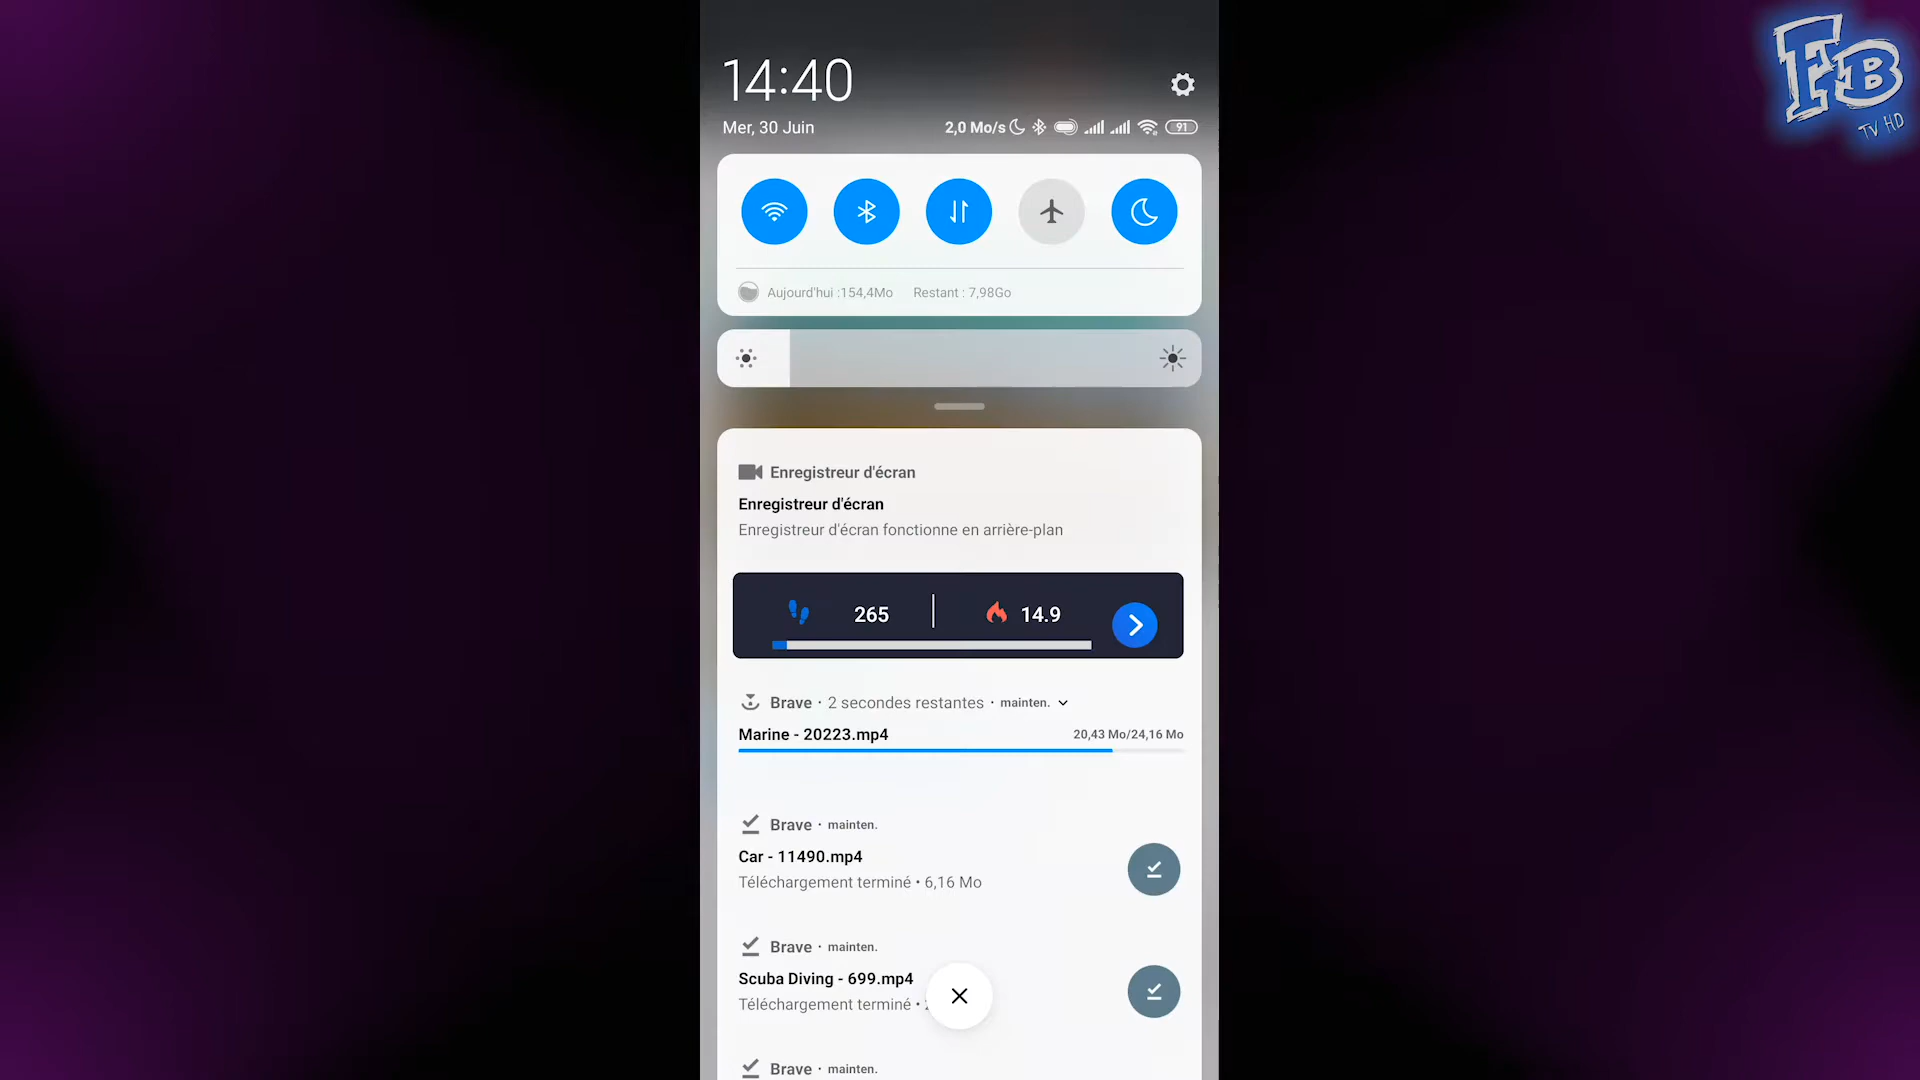 FB
TV HD
14:40
Mer, 30 Juin
2,0 Mo/s
91
Aujourd'hui :154,4Mo Restant : 7,98Go
Enregistreur d'écran
Enregistreur d'écran
Enregistreur d'écran fonctionne en arrière-plan
265 14.9
Brave · 2 secondes restantes · mainten.
Marine - 20223.mp4 20,43 Mo/24,16 Mo
Brave · mainten.
Car - 11490.mp4
Téléchargement terminé • 6,16 Mo
Brave · mainten.
Scuba Diving - 699.mp4
Téléchargement terminé •
Brave · mainten.